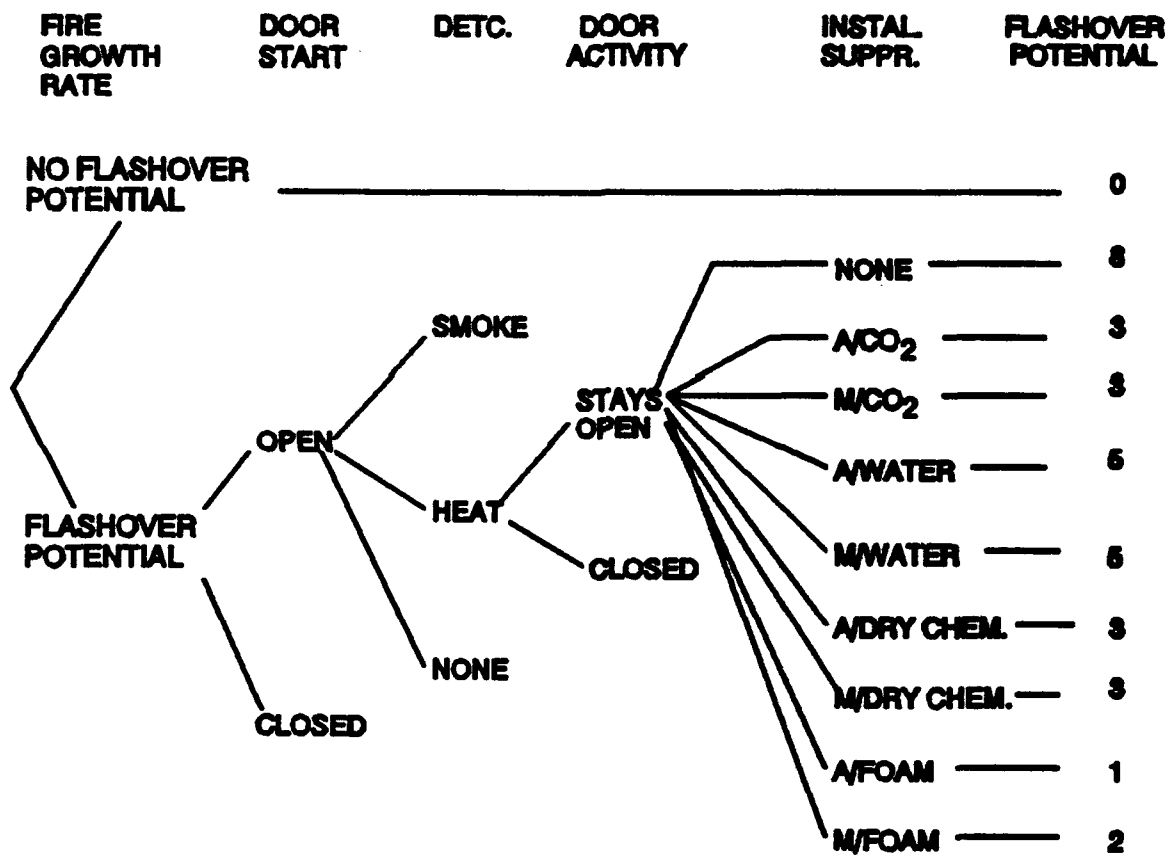 FIRE GROWTH RATE
DOOR START
DETC.
DOOR ACTIVITY
INSTAL. SUPPR.
FLASHOVER POTENTIAL
NO FLASHOVER POTENTIAL
0
NONE
SMOKE
A/CO2
3
M/CO2
3
STAYS OPEN
OPEN
A/WATER
5
HEAT
FLASHOVER POTENTIAL
M/WATER
5
CLOSED
A/DRY CHEM.
3
NONE
M/DRY CHEM.
3
CLOSED
A/FOAM
1
M/FOAM
2